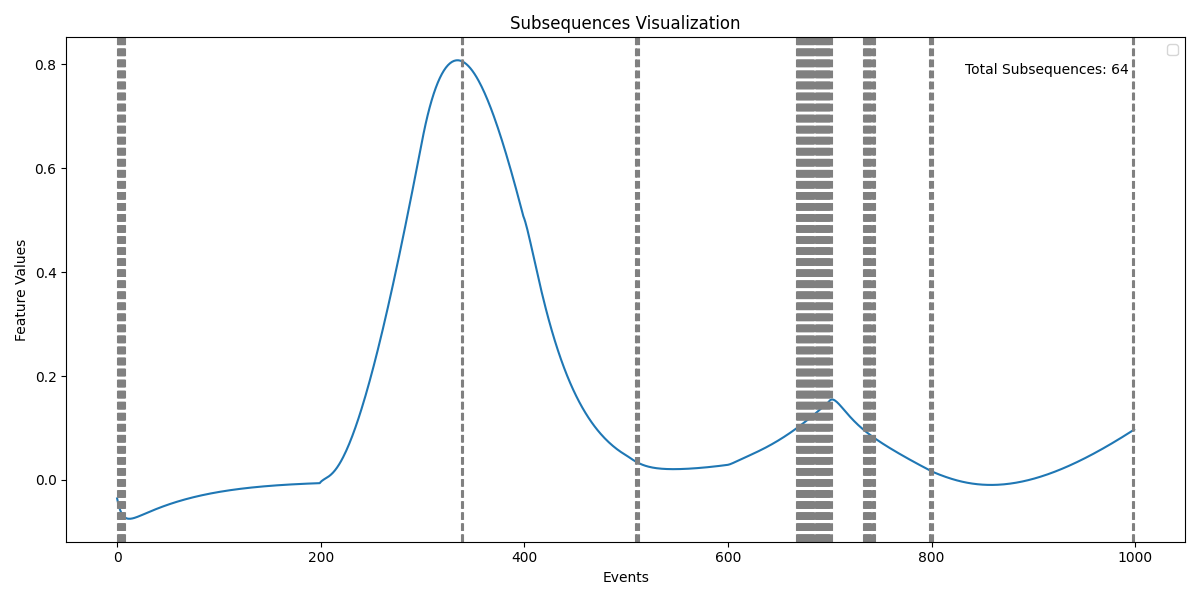 Subsequences Visualization
Total Subsequences: 64
Feature Values
0.8
0.6
0.4
0.2
0.0
0 200 400 600 800 1000
Events